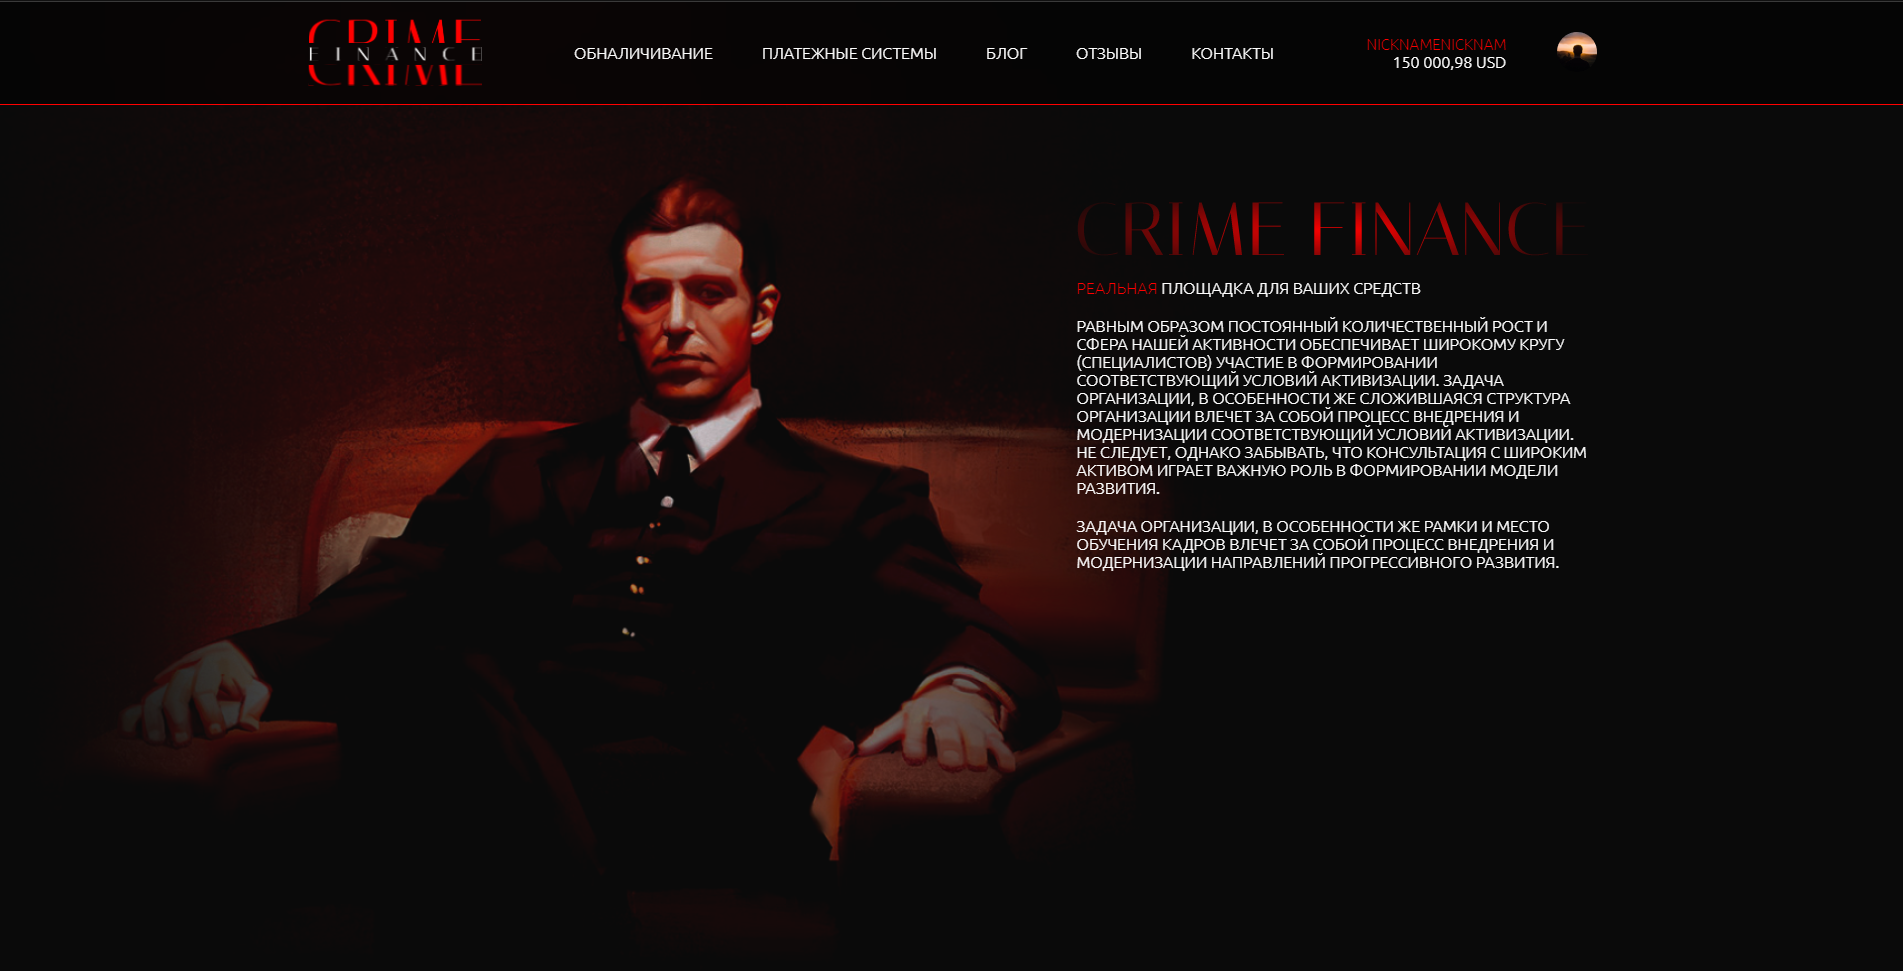 CRIME
FINANCE
CRIME
ОБНАЛИЧИВАНИЕ
ПЛАТЕЖНЫЕ СИСТЕМЫ
БЛОГ
ОТЗЫВЫ
КОНТАКТЫ
NICKNAMENICKNAM
150 000,98 USD
CRIME FINANCE
РЕАЛЬНАЯ ПЛОЩАДКА ДЛЯ ВАШИХ СРЕДСТВ
РАВНЫМ ОБРАЗОМ ПОСТОЯННЫЙ КОЛИЧЕСТВЕННЫЙ РОСТ И
СФЕРА НАШЕЙ АКТИВНОСТИ ОБЕСПЕЧИВАЕТ ШИРОКОМУ КРУГУ
(СПЕЦИАЛИСТОВ) УЧАСТИЕ В ФОРМИРОВАНИИ
СООТВЕТСТВУЮЩИЙ УСЛОВИЙ АКТИВИЗАЦИИ. ЗАДАЧА
ОРГАНИЗАЦИИ, В ОСОБЕННОСТИ ЖЕ СЛОЖИВШАЯСЯ СТРУКТУРА
ОРГАНИЗАЦИИ ВЛЕЧЕТ ЗА СОБОЙ ПРОЦЕСС ВНЕДРЕНИЯ И
МОДЕРНИЗАЦИИ СООТВЕТСТВУЮЩИЙ УСЛОВИЙ АКТИВИЗАЦИИ.
НЕ СЛЕДУЕТ, ОДНАКО ЗАБЫВАТЬ, ЧТО КОНСУЛЬТАЦИЯ С ШИРОКИМ
АКТИВОМ ИГРАЕТ ВАЖНУЮ РОЛЬ В ФОРМИРОВАНИИ МОДЕЛИ
РАЗВИТИЯ.
ЗАДАЧА ОРГАНИЗАЦИИ, В ОСОБЕННОСТИ ЖЕ РАМКИ И МЕСТО
ОБУЧЕНИЯ КАДРОВ ВЛЕЧЕТ ЗА СОБОЙ ПРОЦЕСС ВНЕДРЕНИЯ И
МОДЕРНИЗАЦИИ НАПРАВЛЕНИЙ ПРОГРЕССИВНОГО РАЗВИТИЯ.